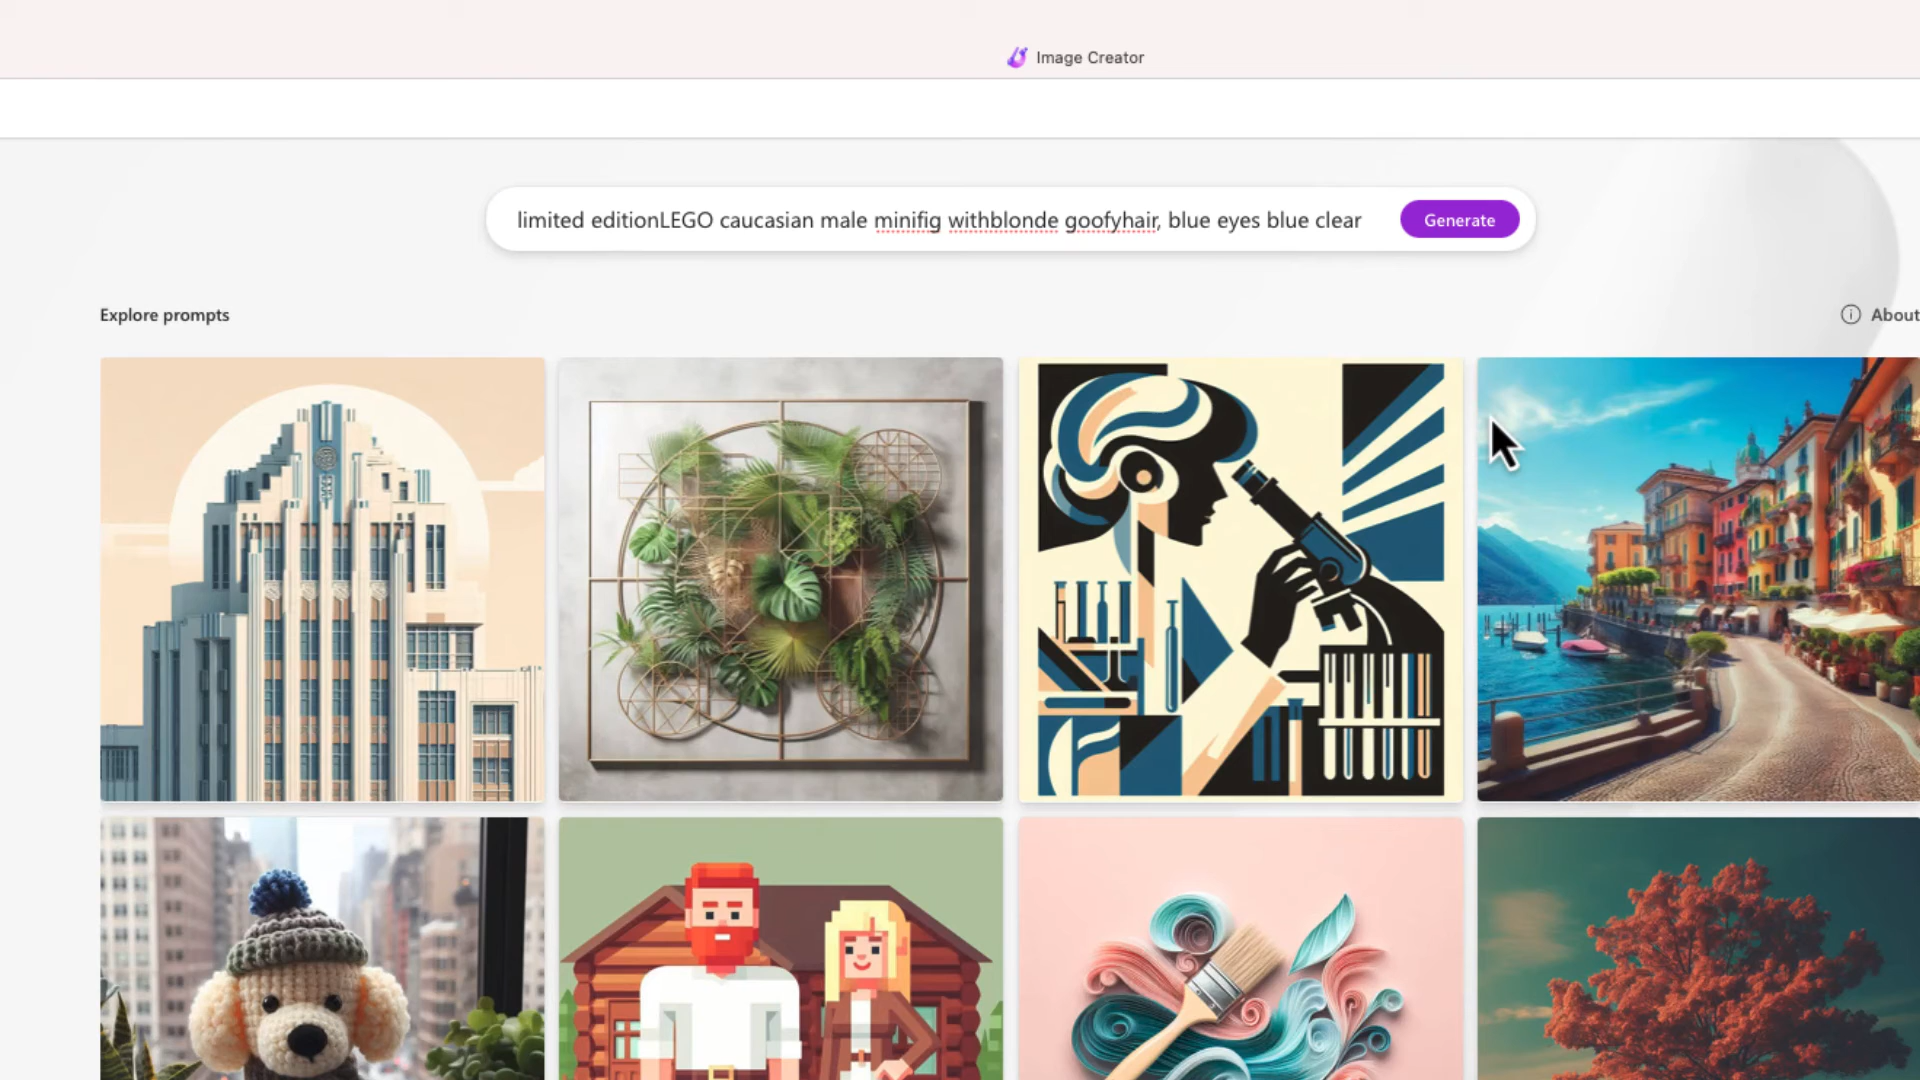 Image Creator
limited editionLEGO caucasian male minifig withblonde goofyhair, blue eyes blue clear
Generate
Explore prompts
About